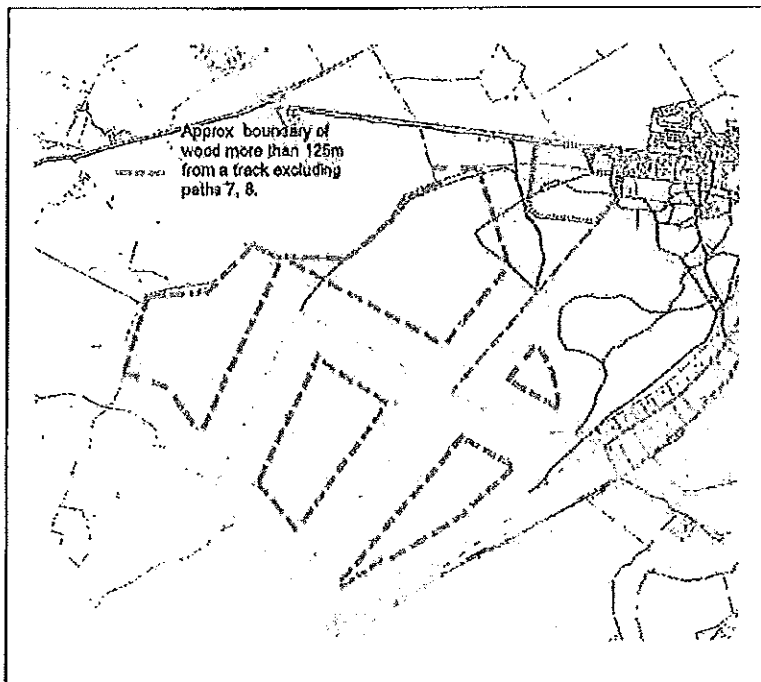 Approx boundary of
wood more than 125m
from a track excluding
paths 7, 8.